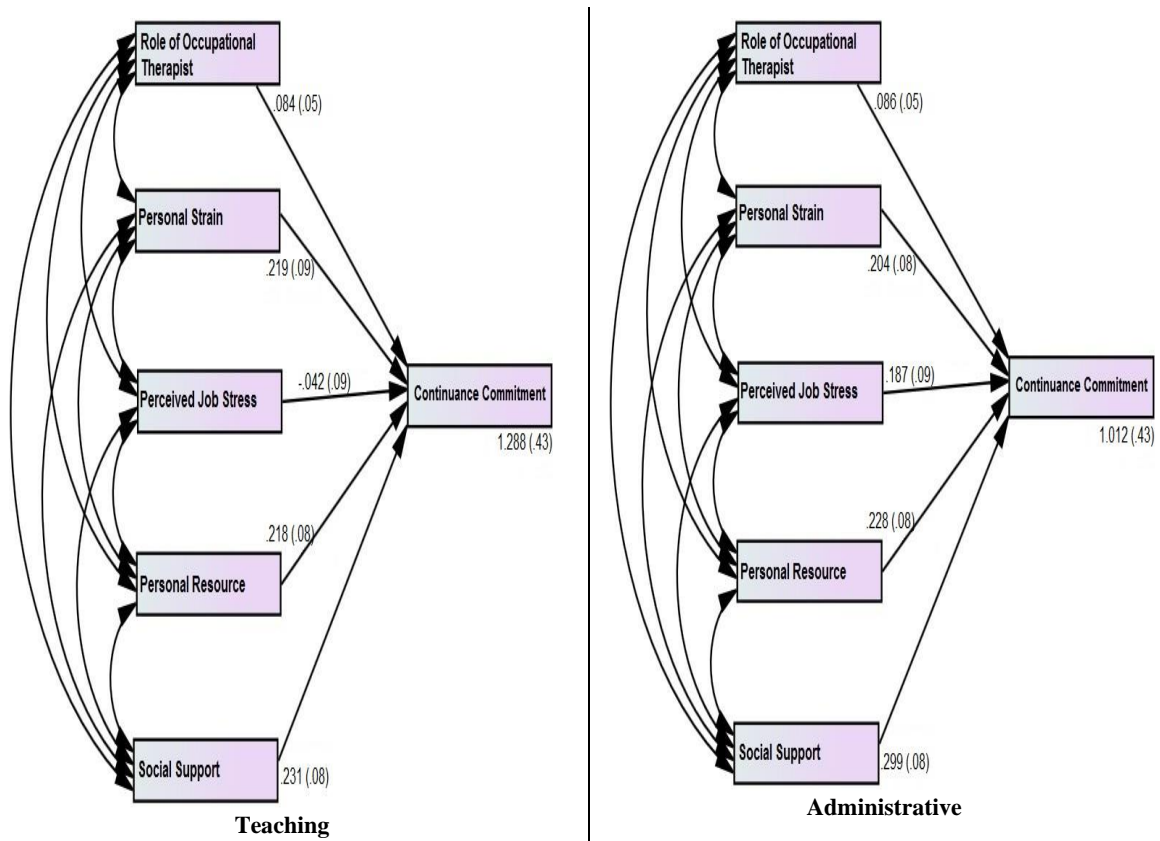 Role of Occupational
Therapist
.084 (.05)
Personal Strain
.219 (.09)
Perceived Job Stress
-.042 (.09)
Continuance Commitment
1.288 (.43)
.218 (.08)
Personal Resource
Social Support
.231 (.08)
Teaching
Role of Occupational
Therapist
.086 (.05)
Personal Strain
.204 (.08)
Perceived Job Stress
.187 (.09)
Continuance Commitment
1.012 (.43)
.228 (.08)
Personal Resource
Social Support
.299 (.08)
Administrative